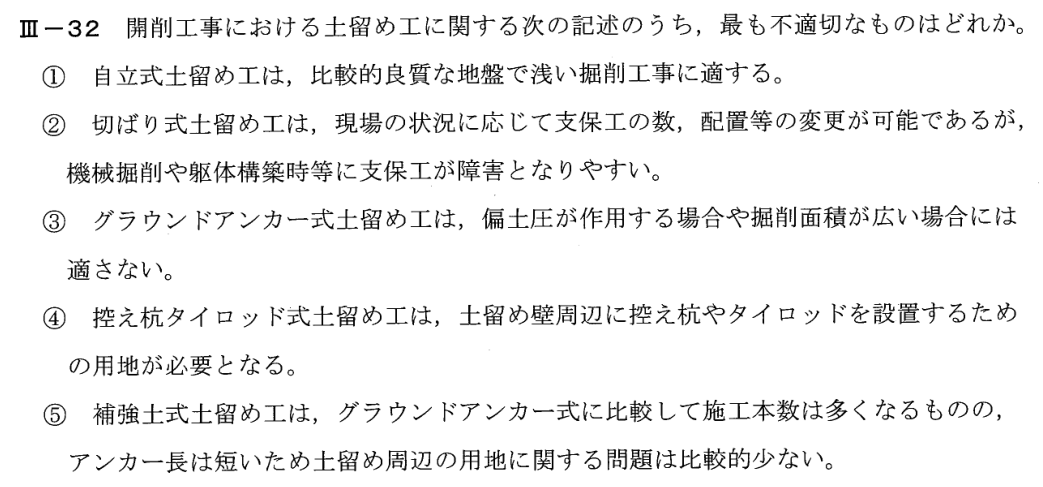 Ⅲ－32　開削工事における土留め工に関する次の記述のうち，最も不適切なものはどれか。
①　自立式土留め工は，比較的良質な地盤で浅い掘削工事に適する。
②　切ばり式土留め工は，現場の状況に応じて支保工の数，配置等の変更が可能であるが，
機械掘削や躯体構築時等に支保工が障害となりやすい。
③　グラウンドアンカー式土留め工は，偏土圧が作用する場合や掘削面積が広い場合には
適さない。
④　控え杭タイロッド式土留め工は，土留め壁周辺に控え杭やタイロッドを設置するため
の用地が必要となる。
⑤　補強土式土留め工は，グラウンドアンカー式に比較して施工本数は多くなるものの，
アンカー長は短いため土留め周辺の用地に関する問題は比較的少ない。